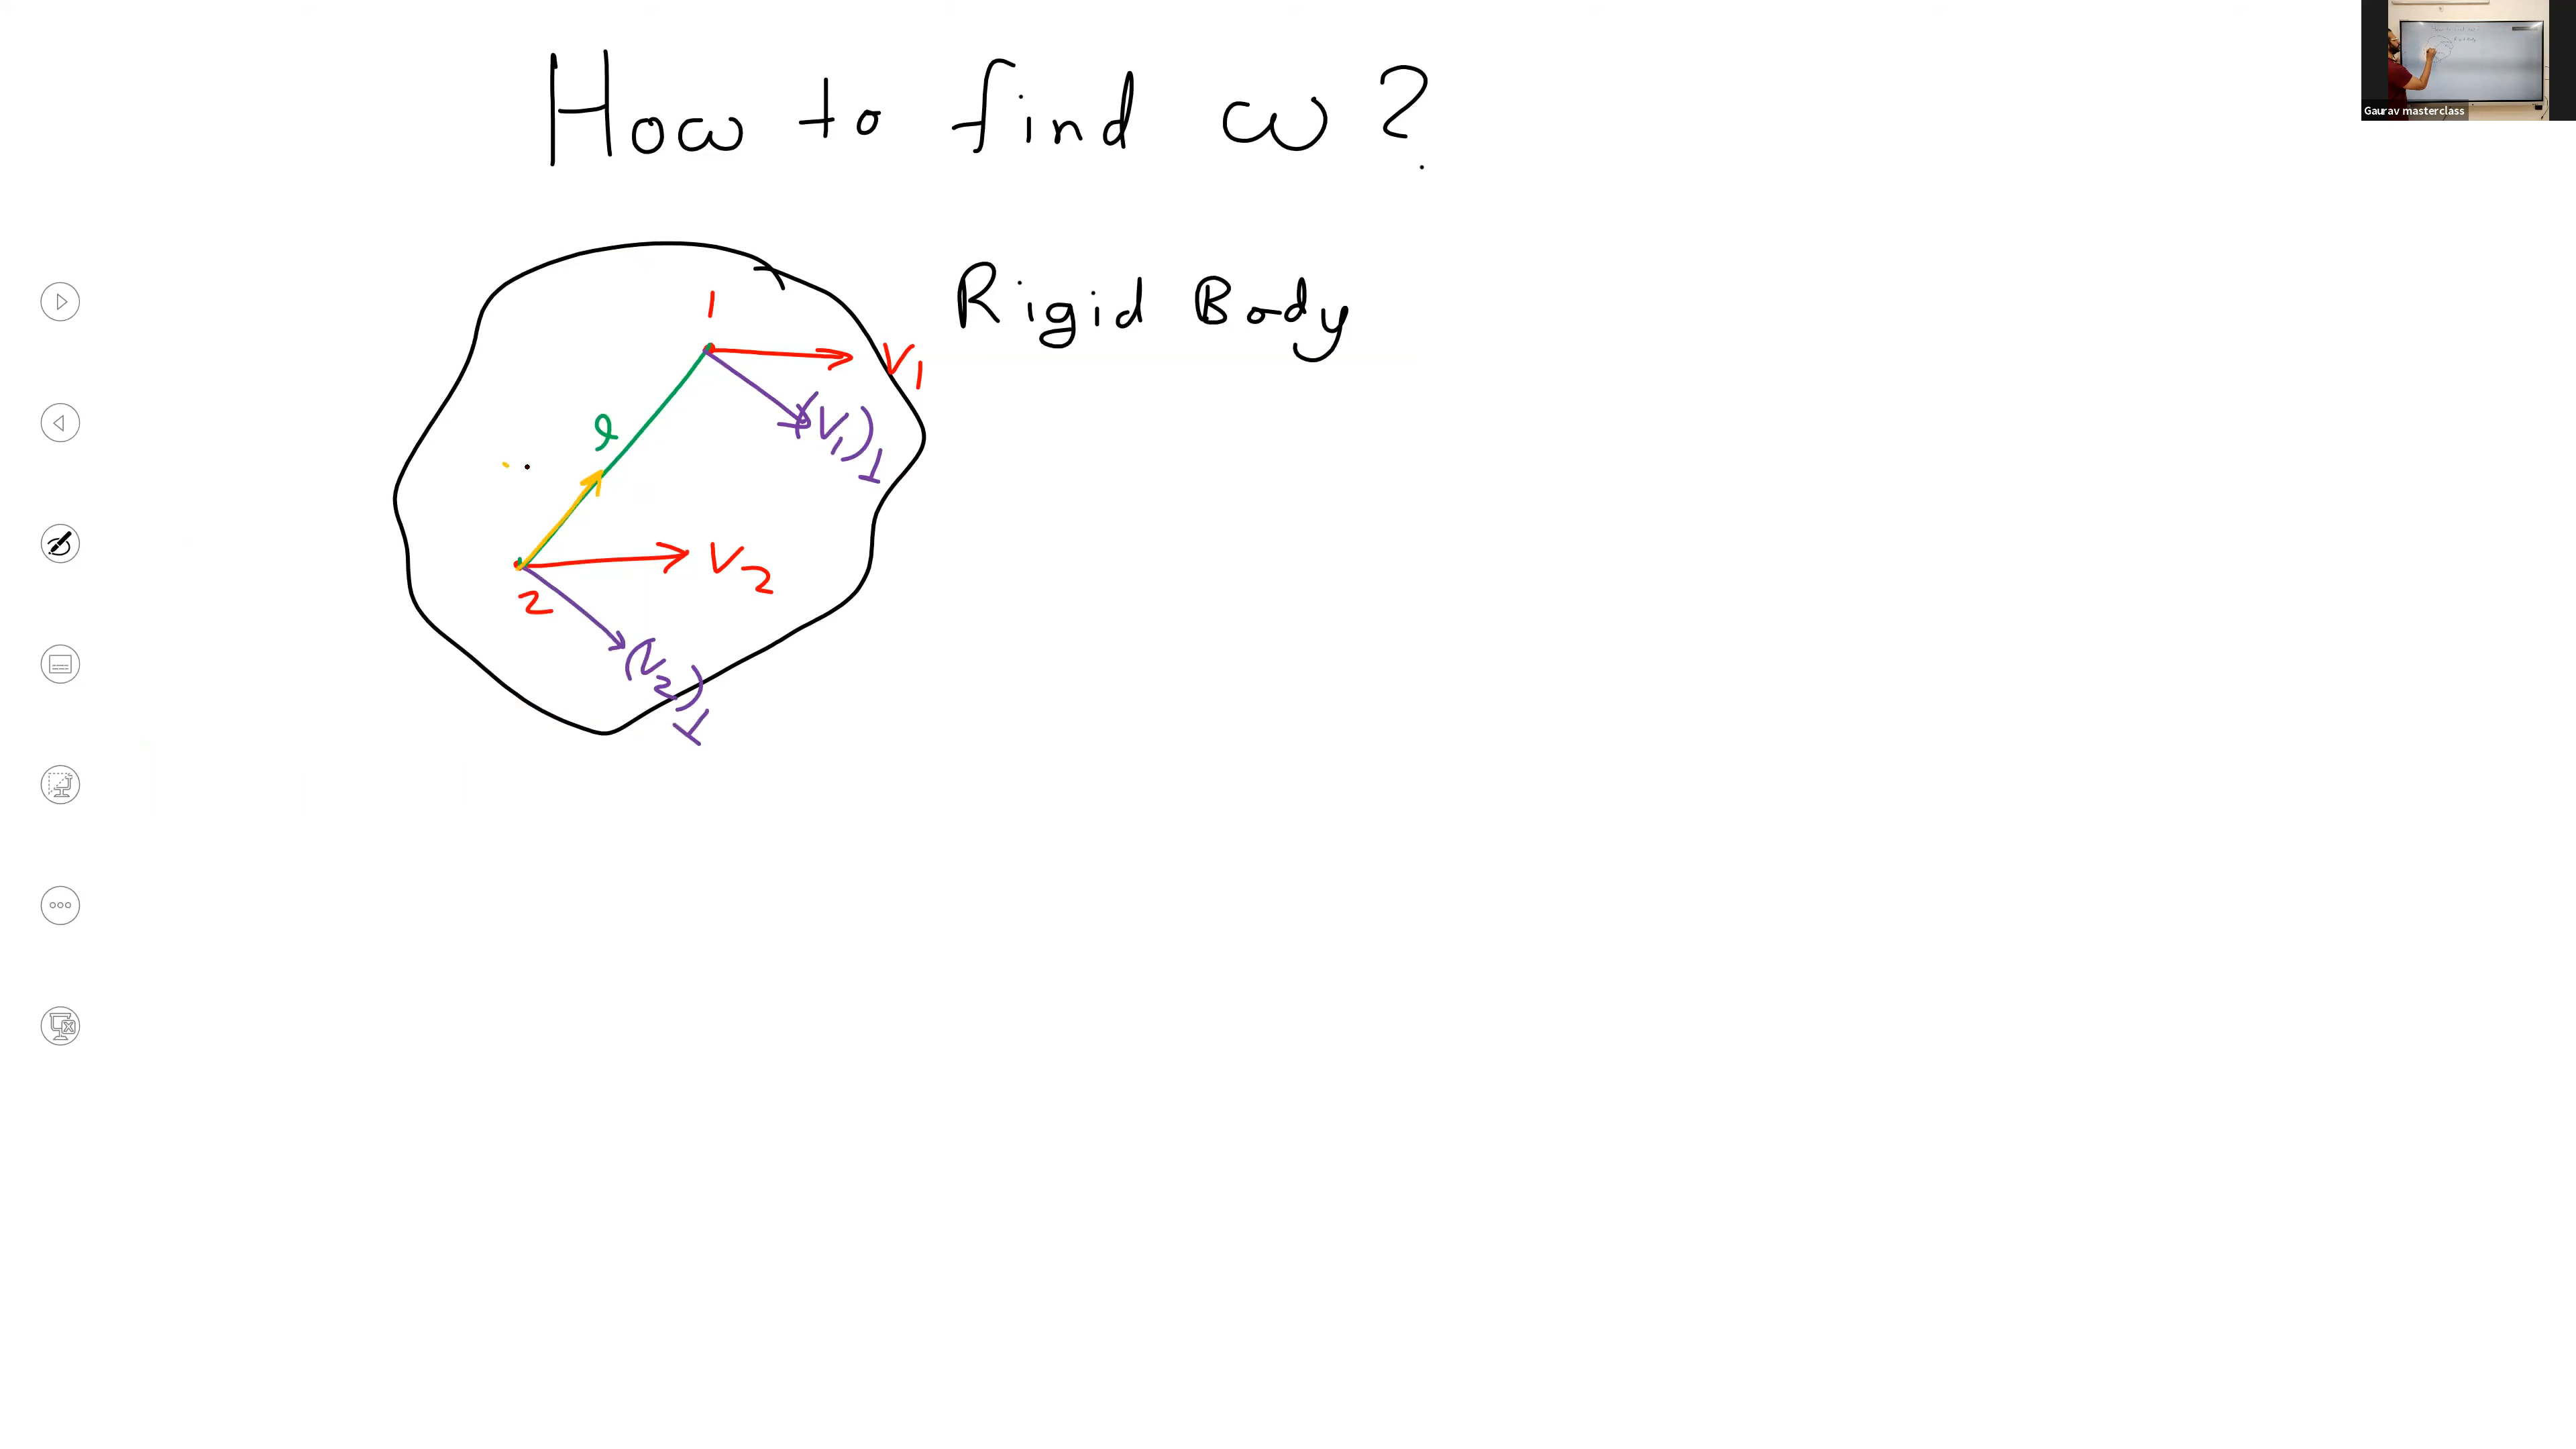 How to find ω ?
Gaurav masterclass
Rigid Body
1
V1
(V1)⊥
r
V2
2
(V2)⊥